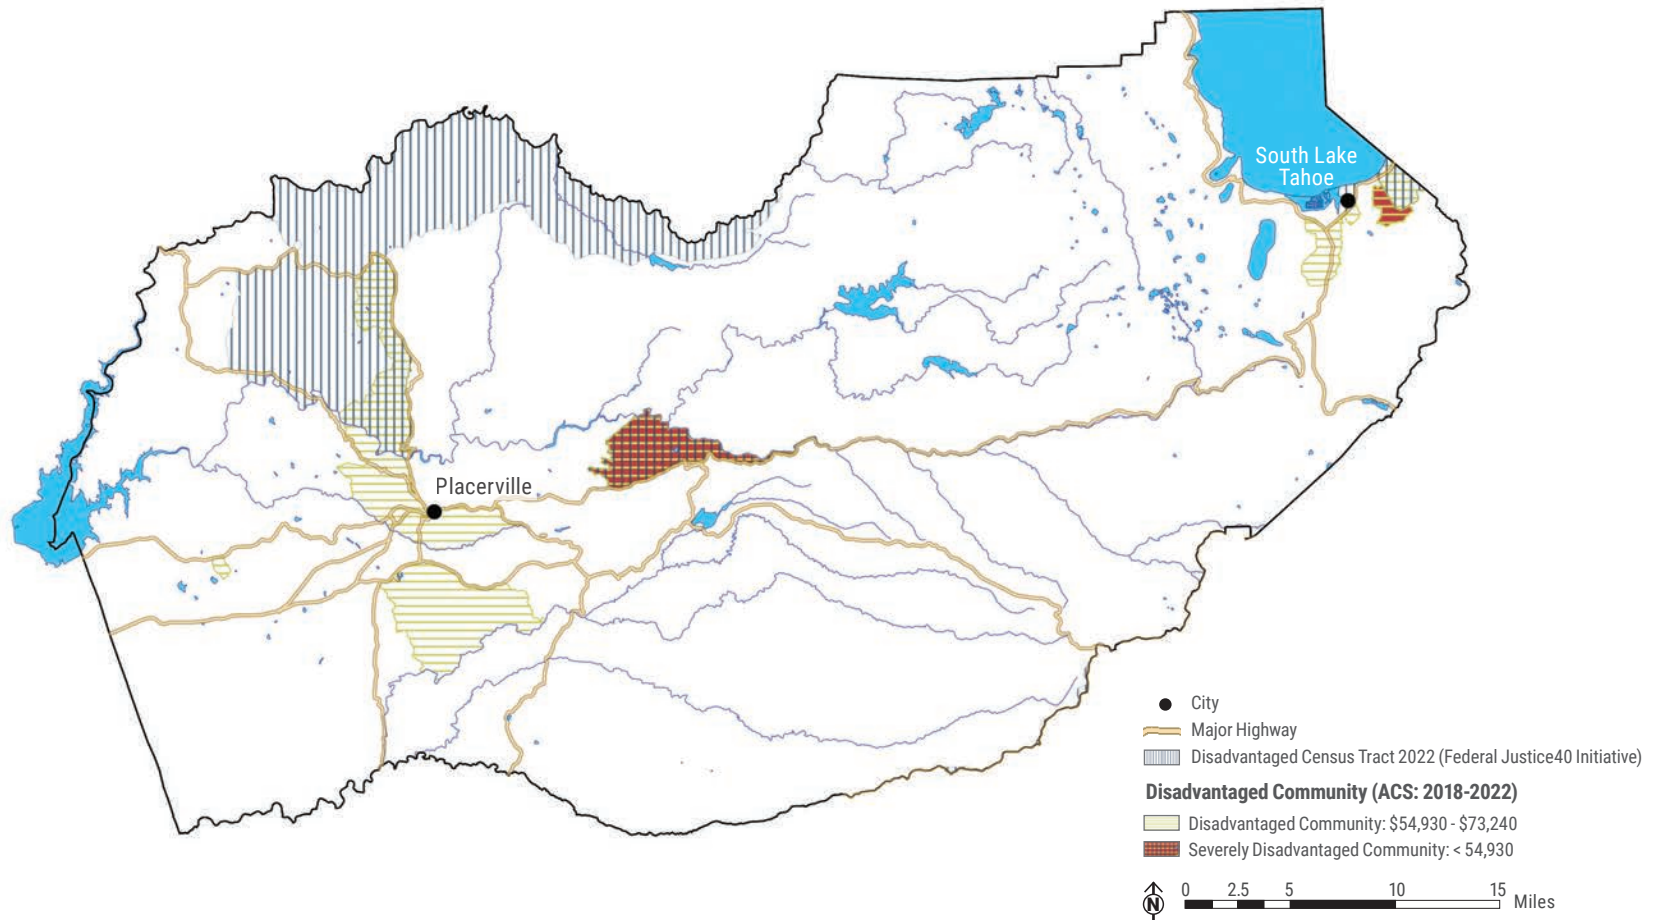 South Lake
Tahoe
Placerville
City
Major Highway
Disadvantaged Census Tract 2022 (Federal Justice40 Initiative)
Disadvantaged Community (ACS: 2018-2022)
Disadvantaged Community: $54,930 - $73,240
Severely Disadvantaged Community: < 54,930
N 0 2.5 5 10 15 Miles